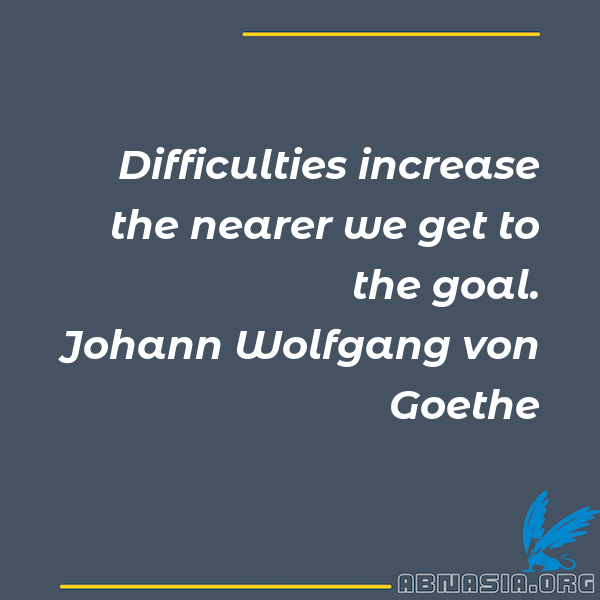 Difficulties increase
the nearer we get to
the goal.
Johann Wolfgang von
Goethe
ABNASIA.ORG